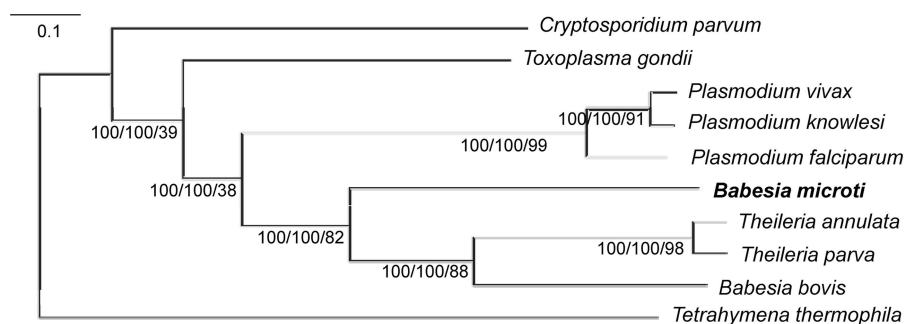 0.1
Cryptosporidium parvum
Toxoplasma gondii
Plasmodium vivax
100/100/91
Plasmodium knowlesi
100/100/39
100/100/99
Plasmodium falciparum
100/100/38
Babesia microti
Theileria annulata
100/100/82
100/100/98
Theileria parva
100/100/88
Babesia bovis
Tetrahymena thermophila